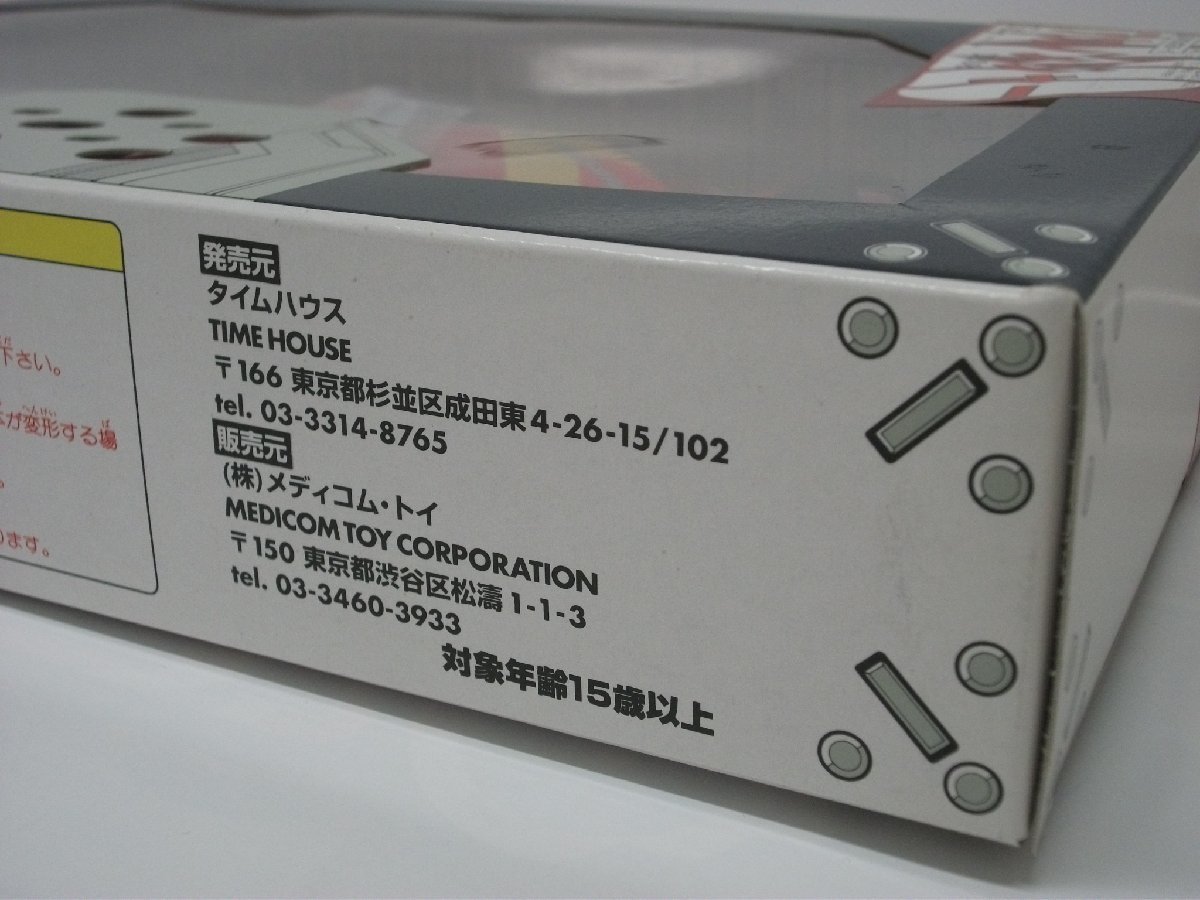 下さい。
が変形する場
ります。
発売元
タイムハウス
TIME HOUSE
〒166 東京都杉並区成田東4-26-15/102
tel. 03-3314-8765
販売元
(株)メディコム・トイ
MEDICOM TOY CORPORATION
〒150 東京都渋谷区松濤1-1-3
tel. 03-3460-3933
対象年齢15歳以上